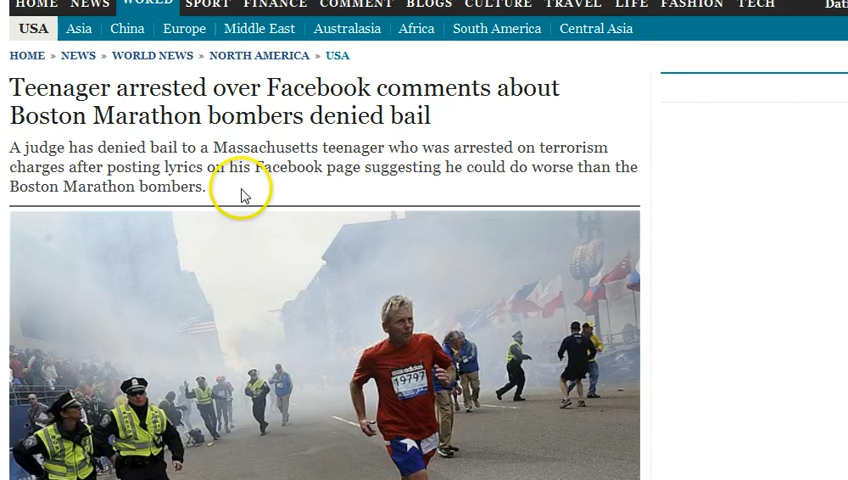 HOME NEWS WORLD SPORT FINANCE COMMENT BLOGS CULTURE TRAVEL LIFE FASHION TECH
USA Asia China Europe Middle East Australasia Africa South America Central Asia
HOME » NEWS » WORLD NEWS » NORTH AMERICA » USA
Teenager arrested over Facebook comments about
Boston Marathon bombers denied bail
A judge has denied bail to a Massachusetts teenager who was arrested on terrorism
charges after posting lyrics on his Facebook page suggesting he could do worse than the
Boston Marathon bombers.
adidas
19797